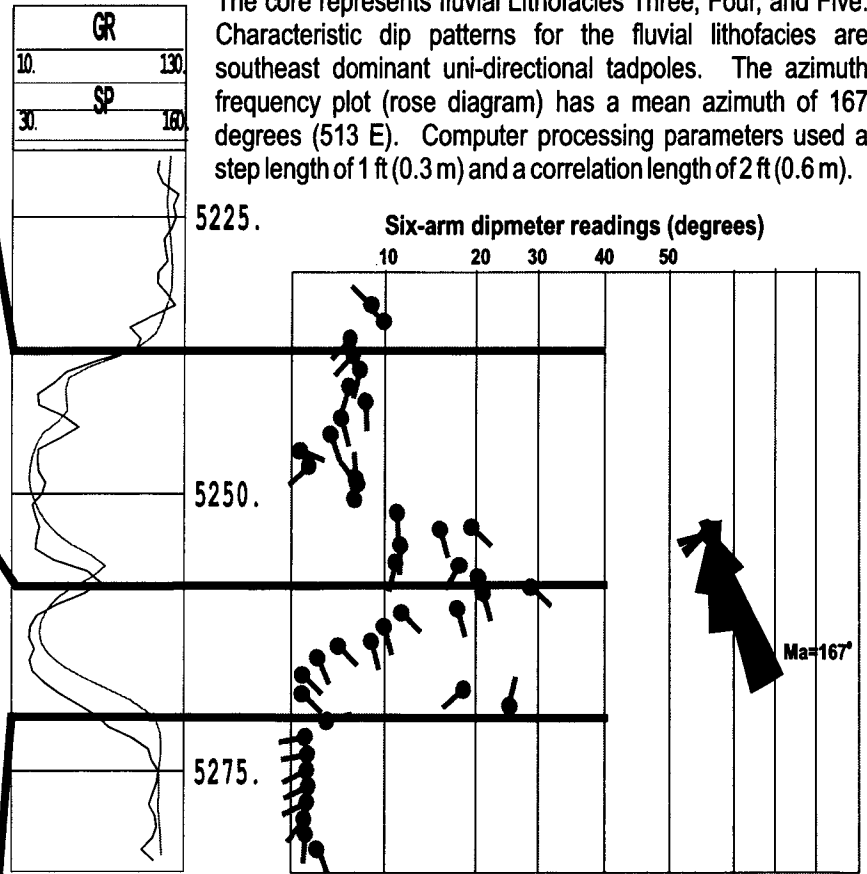 The core represents fluvial Lithofacies Three, Four, and Five.
Characteristic dip patterns for the fluvial lithofacies are
southeast dominant uni-directional tadpoles. The azimuth
frequency plot (rose diagram) has a mean azimuth of 167
degrees (513 E). Computer processing parameters used a
step length of 1 ft (0.3 m) and a correlation length of 2 ft (0.6 m).
GR
10. 130.
SP
30. 160.
5225.
Six-arm dipmeter readings (degrees)
10 20 30 40 50
5250.
Ma=167°
5275.